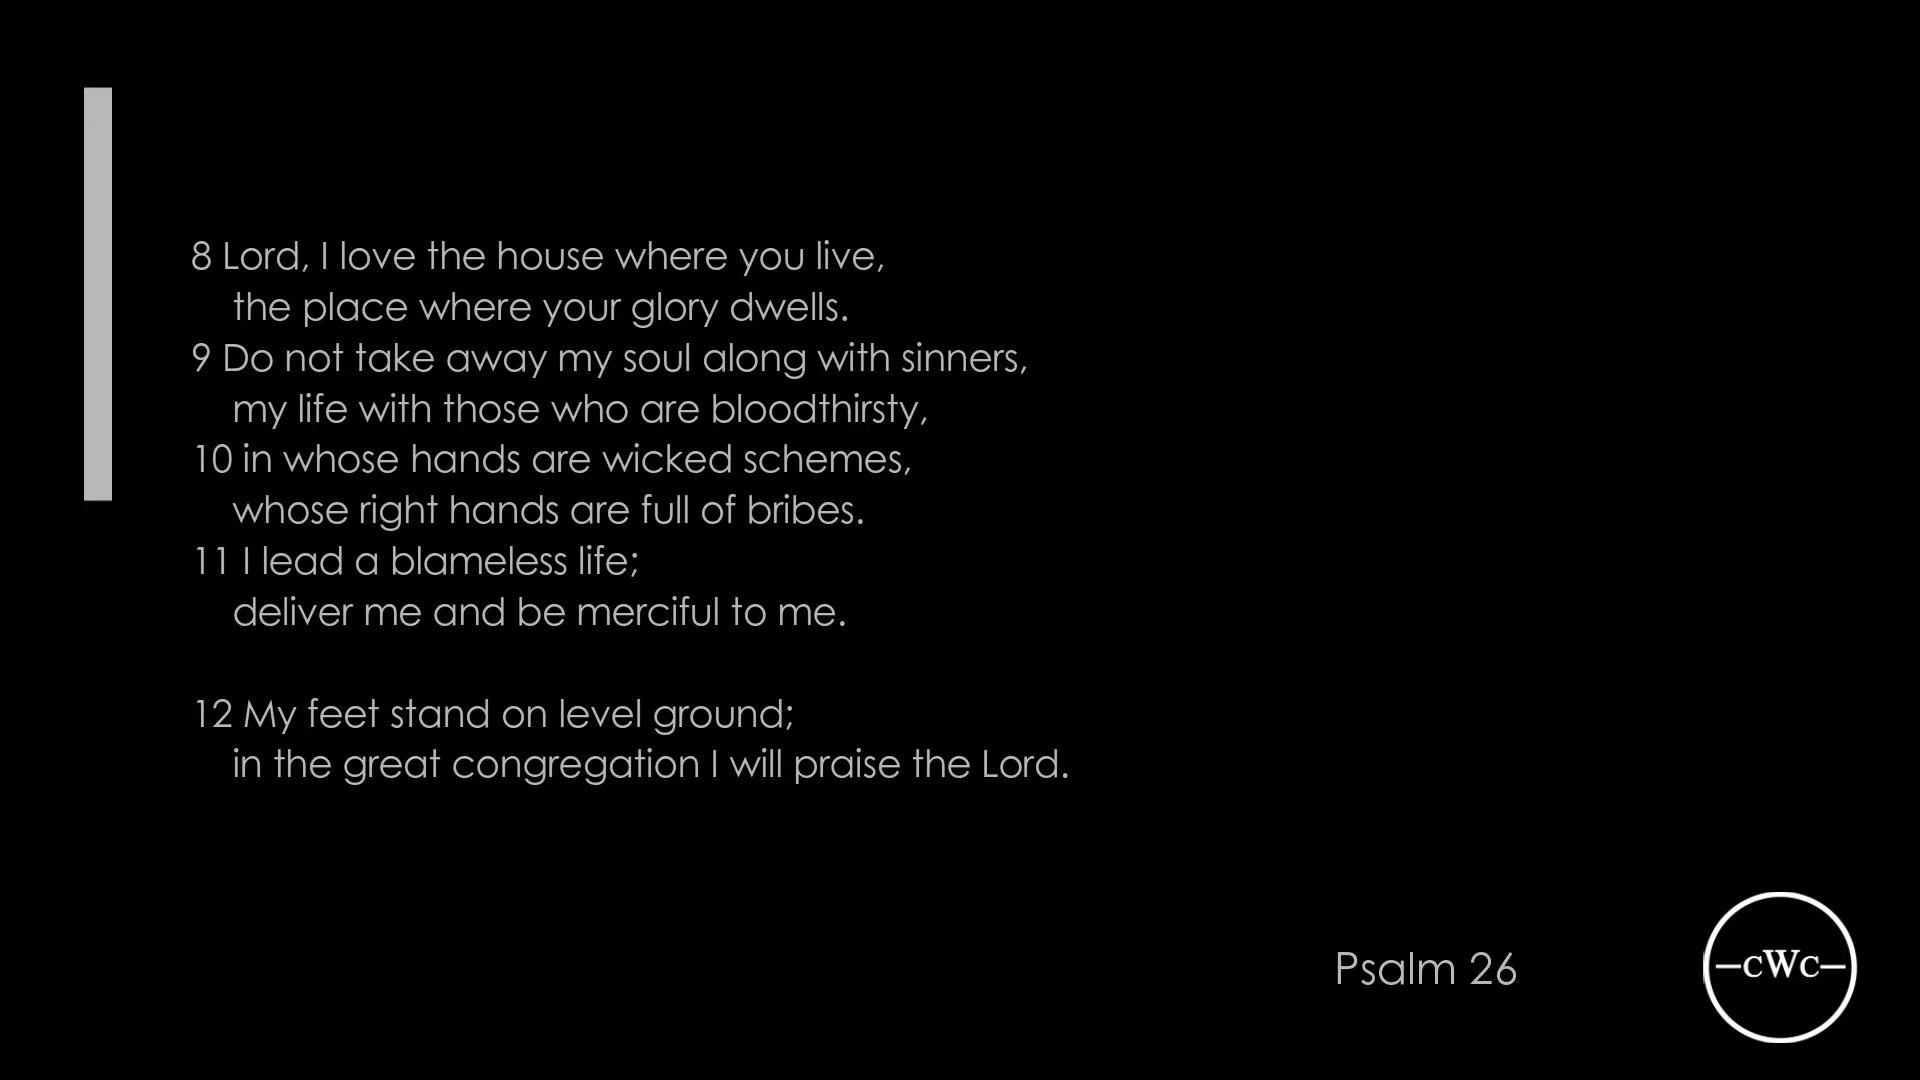 8 Lord, I love the house where you live,
the place where your glory dwells.
9 Do not take away my soul along with sinners,
my life with those who are bloodthirsty,
10 in whose hands are wicked schemes,
whose right hands are full of bribes.
11 I lead a blameless life;
deliver me and be merciful to me.
12 My feet stand on level ground;
in the great congregation I will praise the Lord.
Psalm 26
—cWc—